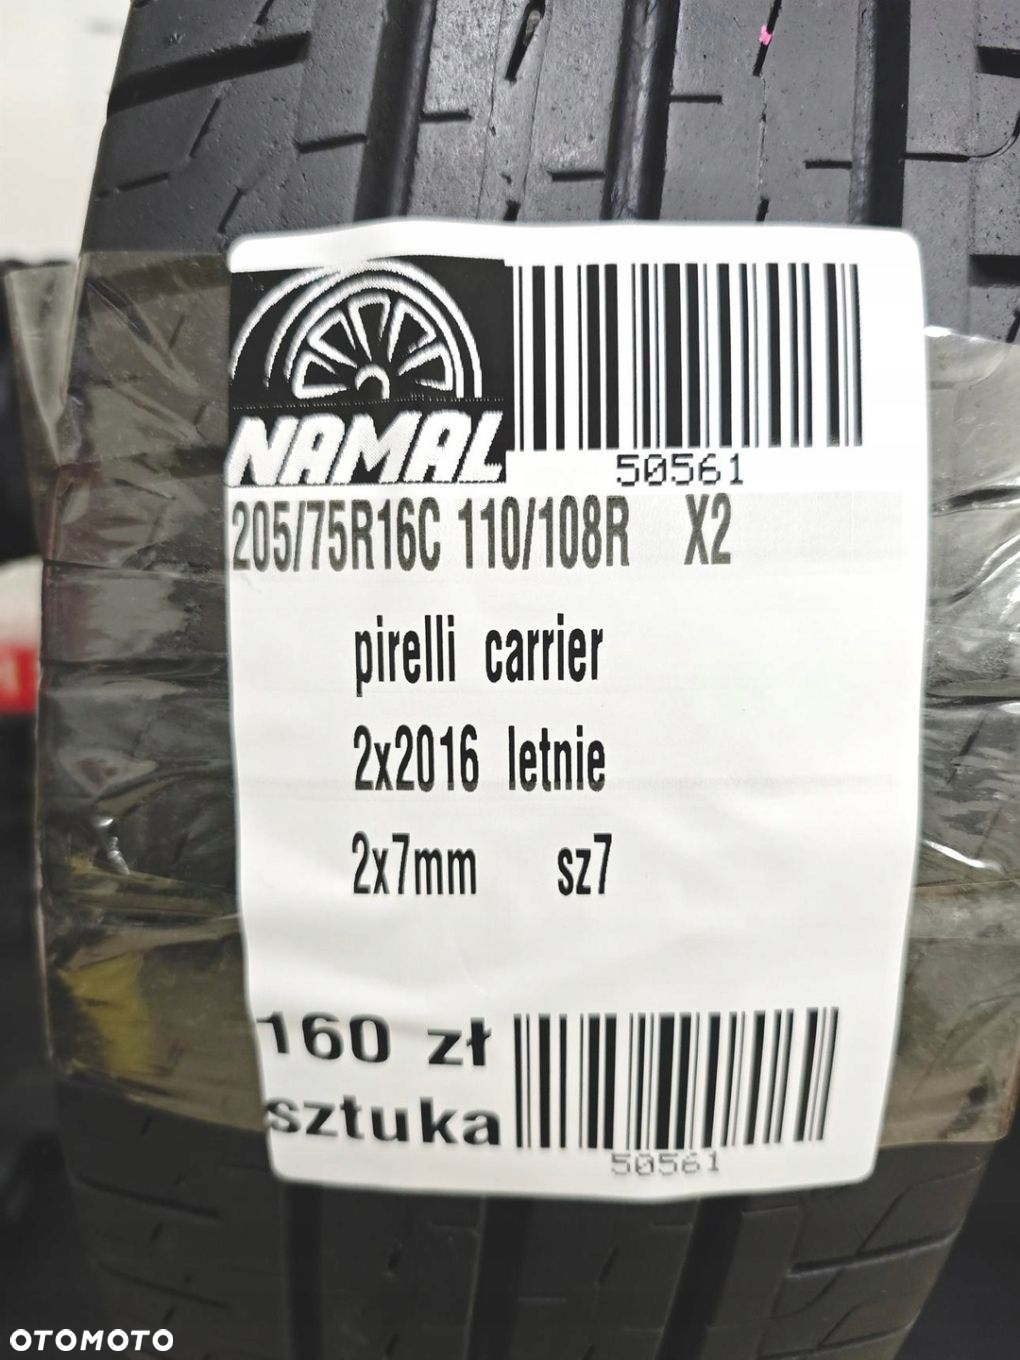 NAMAL
50561
205/75R16C 110/108R X2
pirelli carrier
2x2016 letnie
2x7mm sz7
160 zł
sztuka
50561
OTOMOTO